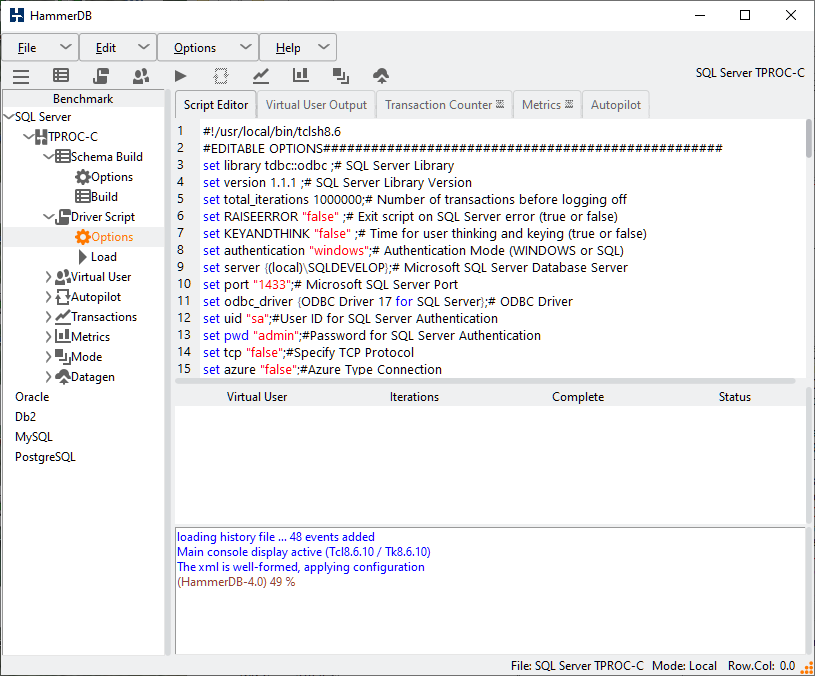 HammerDB
File Edit Options Help
SQL Server TPROC-C
Benchmark
SQL Server
TPROC-C
Schema Build
Options
Build
Driver Script
Options
Load
Virtual User
Autopilot
Transactions
Metrics
Mode
Datagen
Oracle
Db2
MySQL
PostgreSQL
Script Editor Virtual User Output Transaction Counter Metrics Autopilot
1 #!/usr/local/bin/tclsh8.6
2 #EDITABLE OPTIONS##################################################
3 set library tdbc::odbc ;# SQL Server Library
4 set version 1.1.1 ;# SQL Server Library Version
5 set total_iterations 1000000;# Number of transactions before logging off
6 set RAISEERROR "false" ;# Exit script on SQL Server error (true or false)
7 set KEYANDTHINK "false" ;# Time for user thinking and keying (true or false)
8 set authentication "windows";# Authentication Mode (WINDOWS or SQL)
9 set server {(local)\SQLDEVELOP};# Microsoft SQL Server Database Server
10 set port "1433";# Microsoft SQL Server Port
11 set odbc_driver {ODBC Driver 17 for SQL Server};# ODBC Driver
12 set uid "sa";#User ID for SQL Server Authentication
13 set pwd "admin";#Password for SQL Server Authentication
14 set tcp "false";#Specify TCP Protocol
15 set azure "false";#Azure Type Connection
Virtual User Iterations Complete Status
loading history file ... 48 events added
Main console display active (Tcl8.6.10 / Tk8.6.10)
The xml is well-formed, applying configuration
(HammerDB-4.0) 49 %
File: SQL Server TPROC-C Mode: Local Row.Col: 0.0